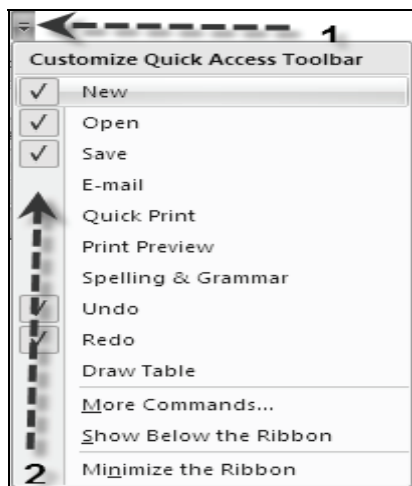 1
Customize Quick Access Toolbar
New
Open
Save
E-mail
Quick Print
Print Preview
Spelling & Grammar
Undo
Redo
Draw Table
More Commands...
Show Below the Ribbon
2
Minimize the Ribbon